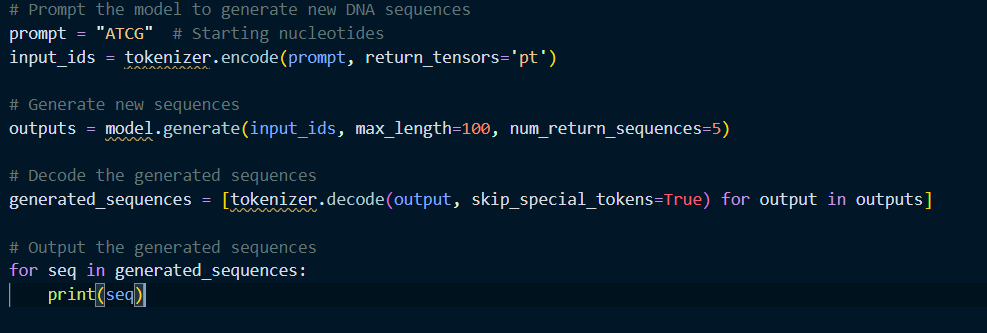 # Prompt the model to generate new DNA sequences
prompt = "ATCG"  # Starting nucleotides
input_ids = tokenizer.encode(prompt, return_tensors='pt')
# Generate new sequences
outputs = model.generate(input_ids, max_length=100, num_return_sequences=5)
# Decode the generated sequences
generated_sequences = [tokenizer.decode(output, skip_special_tokens=True) for output in outputs]
# Output the generated sequences
for seq in generated_sequences:
    print(seq)